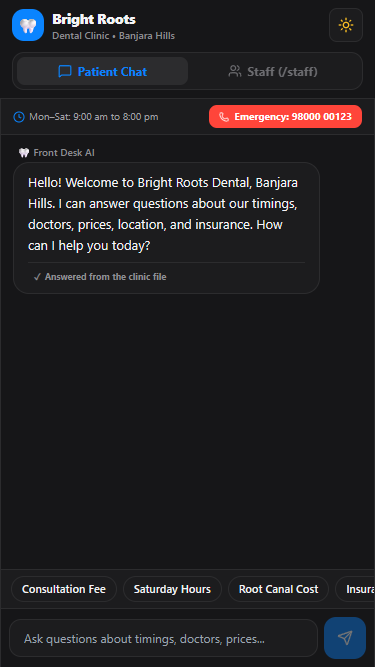 Bright Roots
Dental Clinic • Banjara Hills
Patient Chat
Staff (/staff)
Mon–Sat: 9:00 am to 8:00 pm
Emergency: 98000 00123
Front Desk AI
Hello! Welcome to Bright Roots Dental, Banjara
Hills. I can answer questions about our timings,
doctors, prices, location, and insurance. How
can I help you today?
✓ Answered from the clinic file
Consultation Fee
Saturday Hours
Root Canal Cost
Insura
Ask questions about timings, doctors, prices...